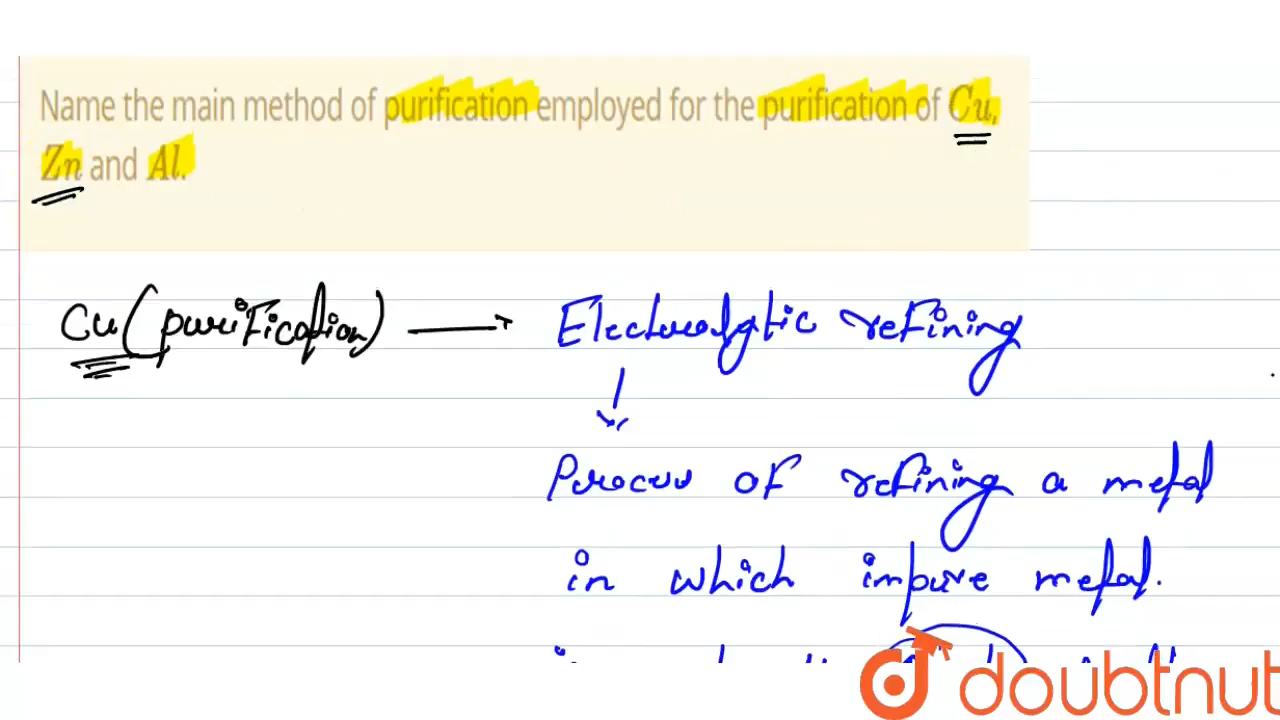 Name the main method of purification employed for the purification of Cu,
Zn and Al.
Cu (purification) → Electrolytic refining
Process of refining a metal
in which impure metal.
doubtnut